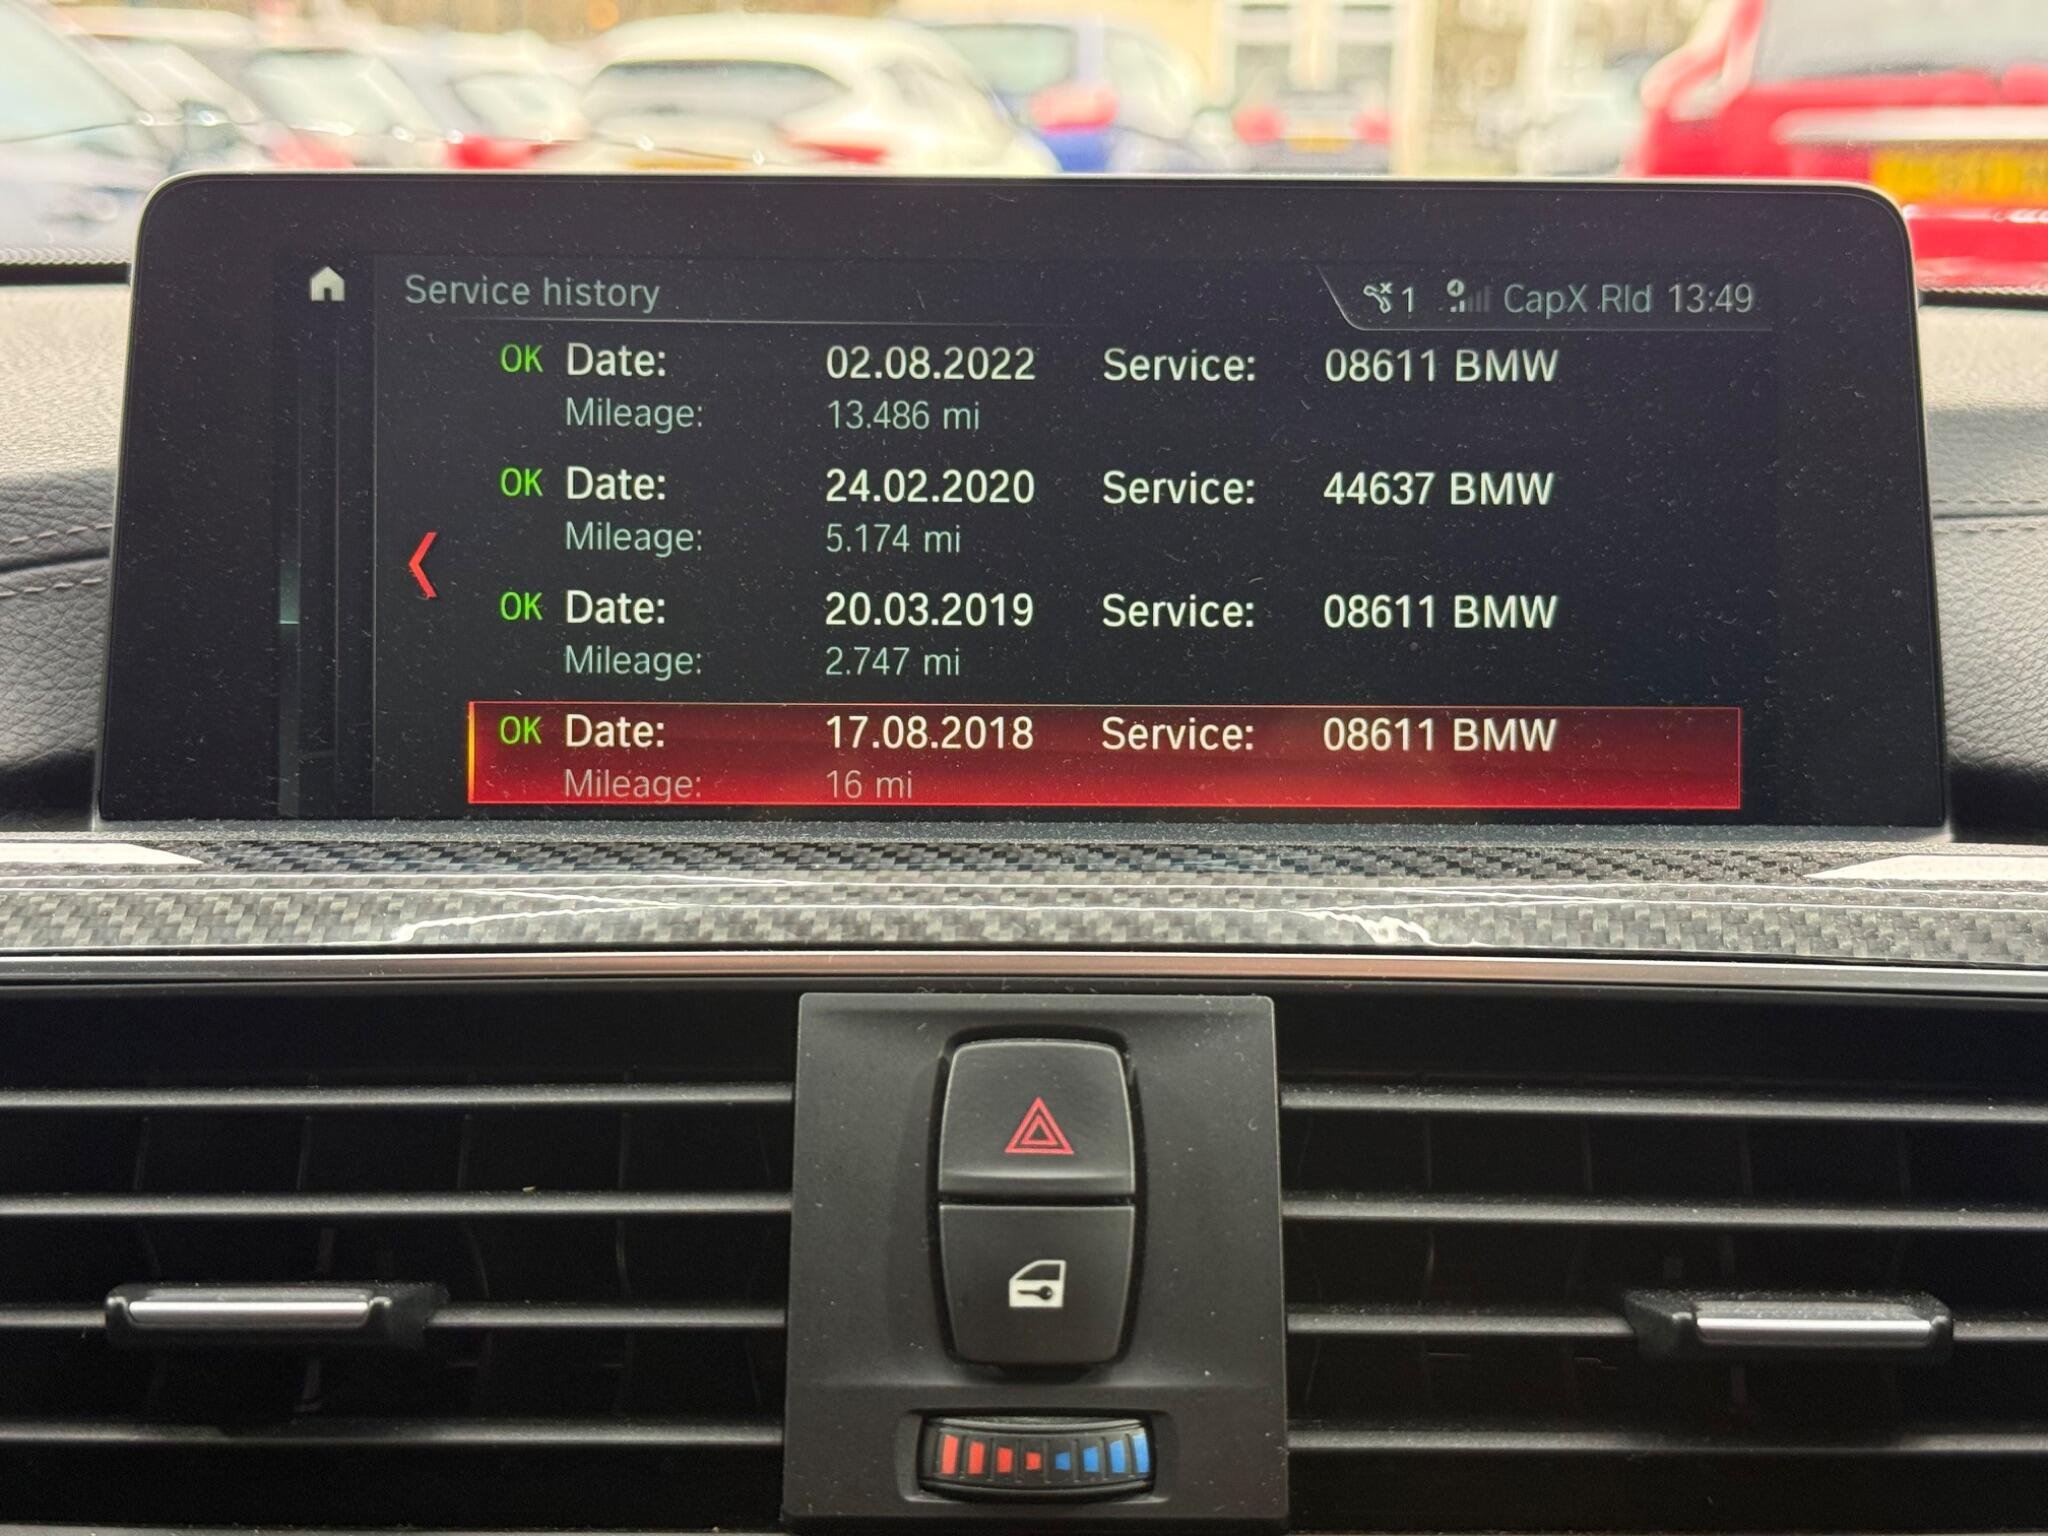 Service history
1 CapX Rld 13:49
OK Date: 02.08.2022 Service: 08611 BMW
Mileage: 13.486 mi
OK Date: 24.02.2020 Service: 44637 BMW
Mileage: 5.174 mi
OK Date: 20.03.2019 Service: 08611 BMW
Mileage: 2.747 mi
OK Date: 17.08.2018 Service: 08611 BMW
Mileage: 16 mi